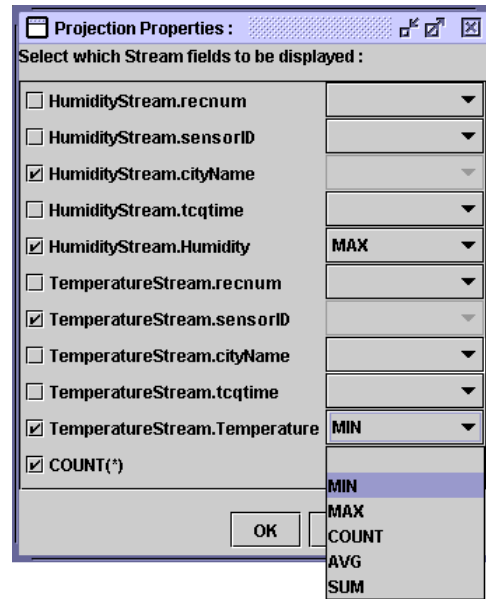 Projection Properties :
Select which Stream fields to be displayed :
HumidityStream.recnum
HumidityStream.sensorID
HumidityStream.cityName
HumidityStream.tcqtime
HumidityStream.Humidity MAX
TemperatureStream.recnum
TemperatureStream.sensorID
TemperatureStream.cityName
TemperatureStream.tcqtime
TemperatureStream.Temperature MIN
COUNT(*)
MIN
MAX
OK COUNT
AVG
SUM